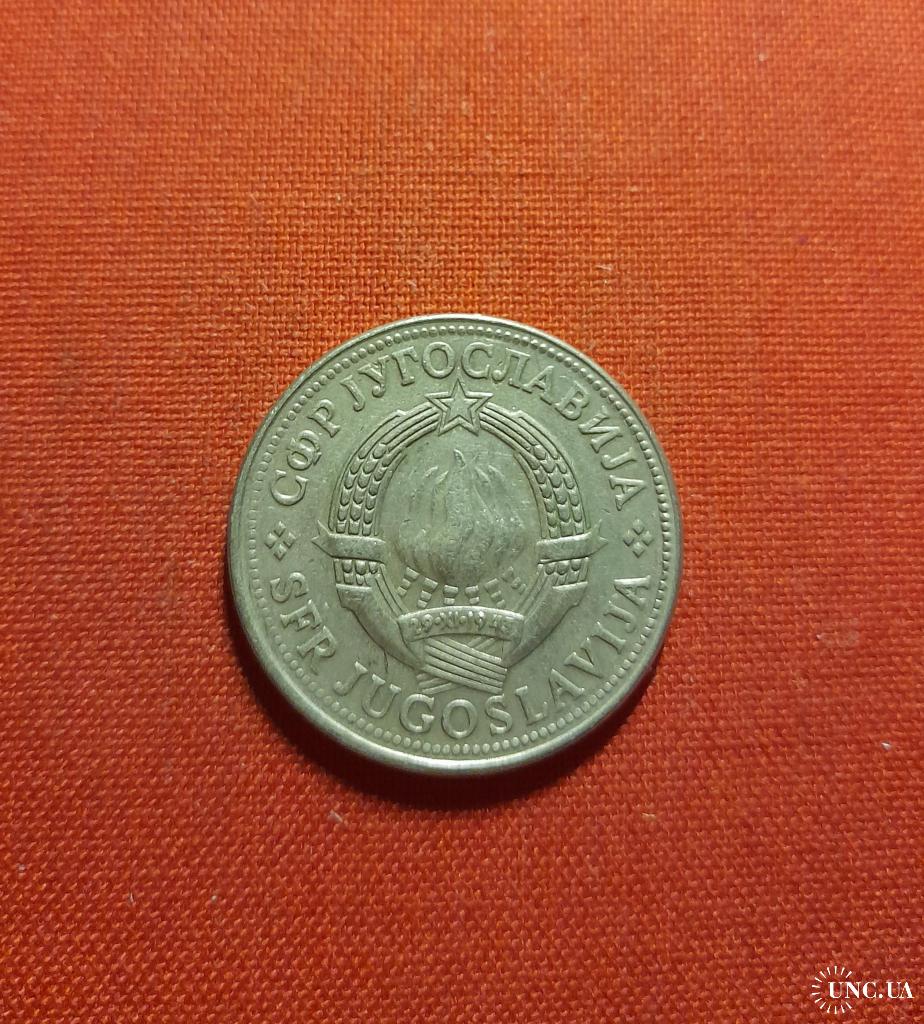 СФР ЈУГОСЛАВИЈА
29·XI·1943
SFR JUGOSLAVIJA
UNC.UA